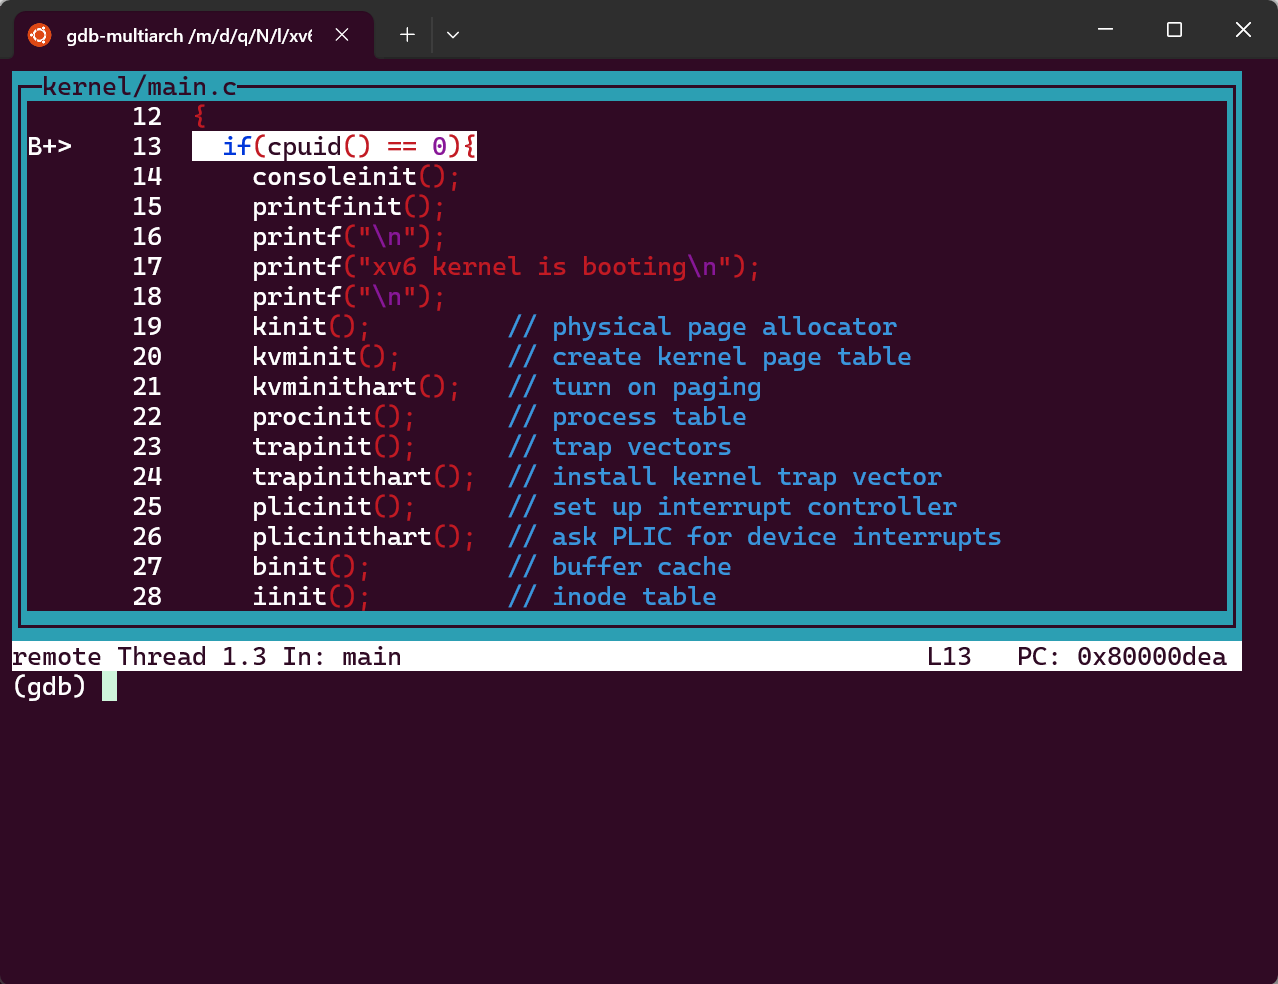 gdb-multiarch /m/d/q/N/l/xv6
kernel/main.c
12 {
B+> 13 if(cpuid() == 0){
14 consoleinit();
15 printfinit();
16 printf("\n");
17 printf("xv6 kernel is booting\n");
18 printf("\n");
19 kinit(); // physical page allocator
20 kvminit(); // create kernel page table
21 kvminithart(); // turn on paging
22 procinit(); // process table
23 trapinit(); // trap vectors
24 trapinithart(); // install kernel trap vector
25 plicinit(); // set up interrupt controller
26 plicinithart(); // ask PLIC for device interrupts
27 binit(); // buffer cache
28 iinit(); // inode table
remote Thread 1.3 In: main L13 PC: 0x80000dea
(gdb)